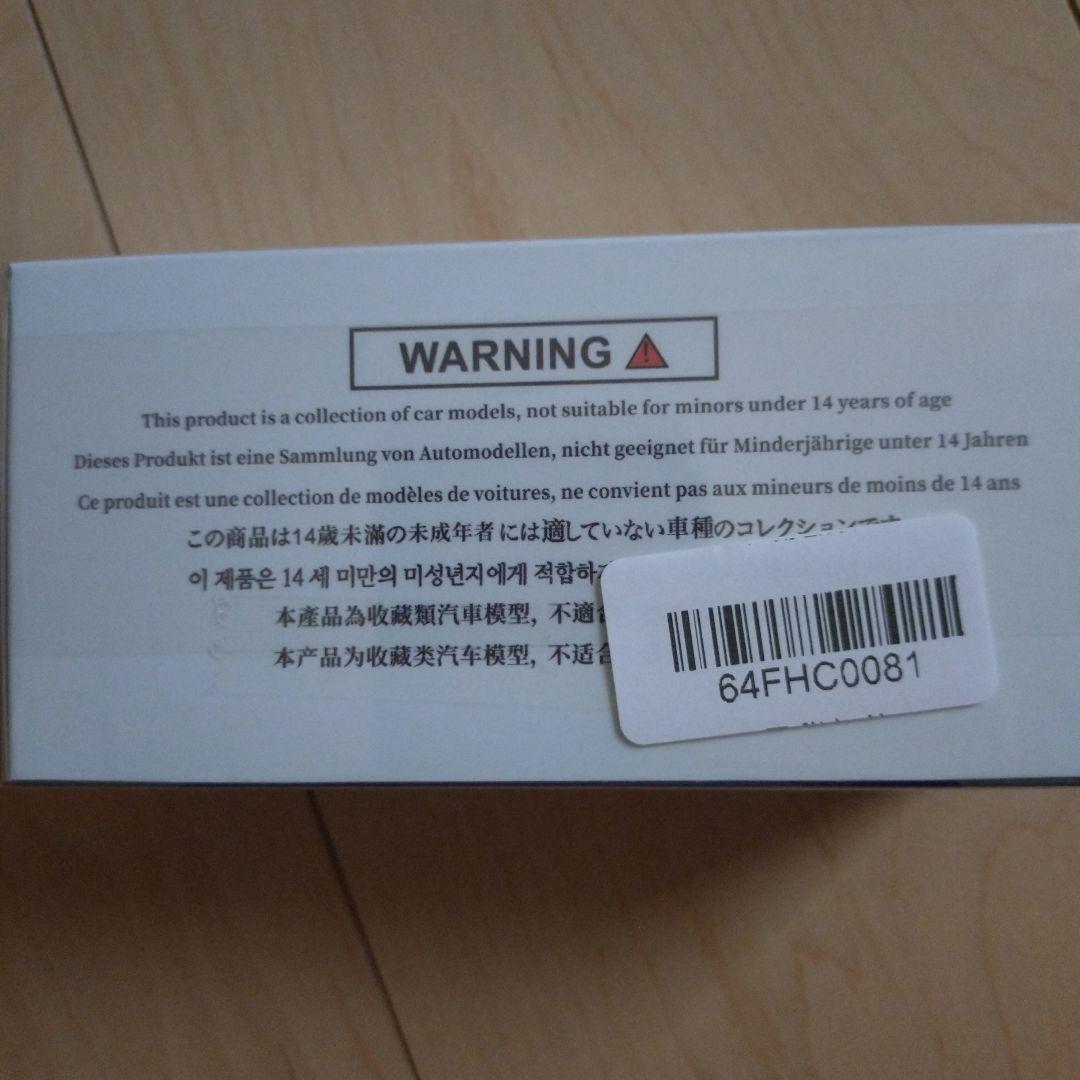 WARNING
This product is a collection of car models, not suitable for minors under 14 years of age
Dieses Produkt ist eine Sammlung von Automodellen, nicht geeignet für Minderjährige unter 14 Jahren
Ce produit est une collection de modèles de voitures, ne convient pas aux mineurs de moins de 14 ans
この商品は14歳未滿の未成年者には適していない車種のコレクションです
이 제품은 14 세 미만의 미성년지에게 적합하
本產品為收藏類汽車模型, 不適合
本产品为收藏类汽车模型, 不适合
64FHC0081